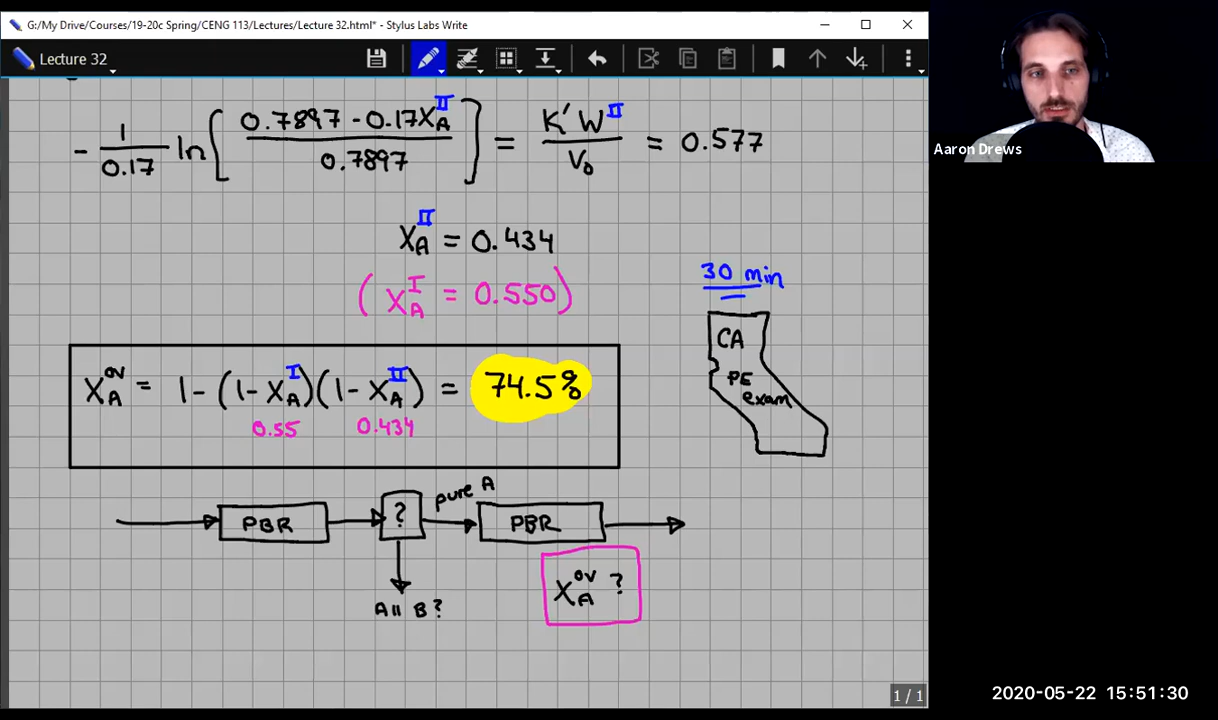 G:/My Drive/Courses/19-20c Spring/CENG 113/Lectures/Lecture 32.html* - Stylus Labs Write
Lecture 32
Aaron Drews
- 1/0.17 ln[ (0.7897 - 0.17X_A^II)/0.7897 ] = K'W^II/V_0 = 0.577
X_A^II = 0.434
(X_A^I = 0.550)
30 min
CA
PE
exam
X_A^ov = 1 - (1 - X_A^I)(1 - X_A^II) = 74.5%
0.55 0.434
PBR ? pure A PBR
All B?
X_A^ov ?
1 / 1
2020-05-22 15:51:30